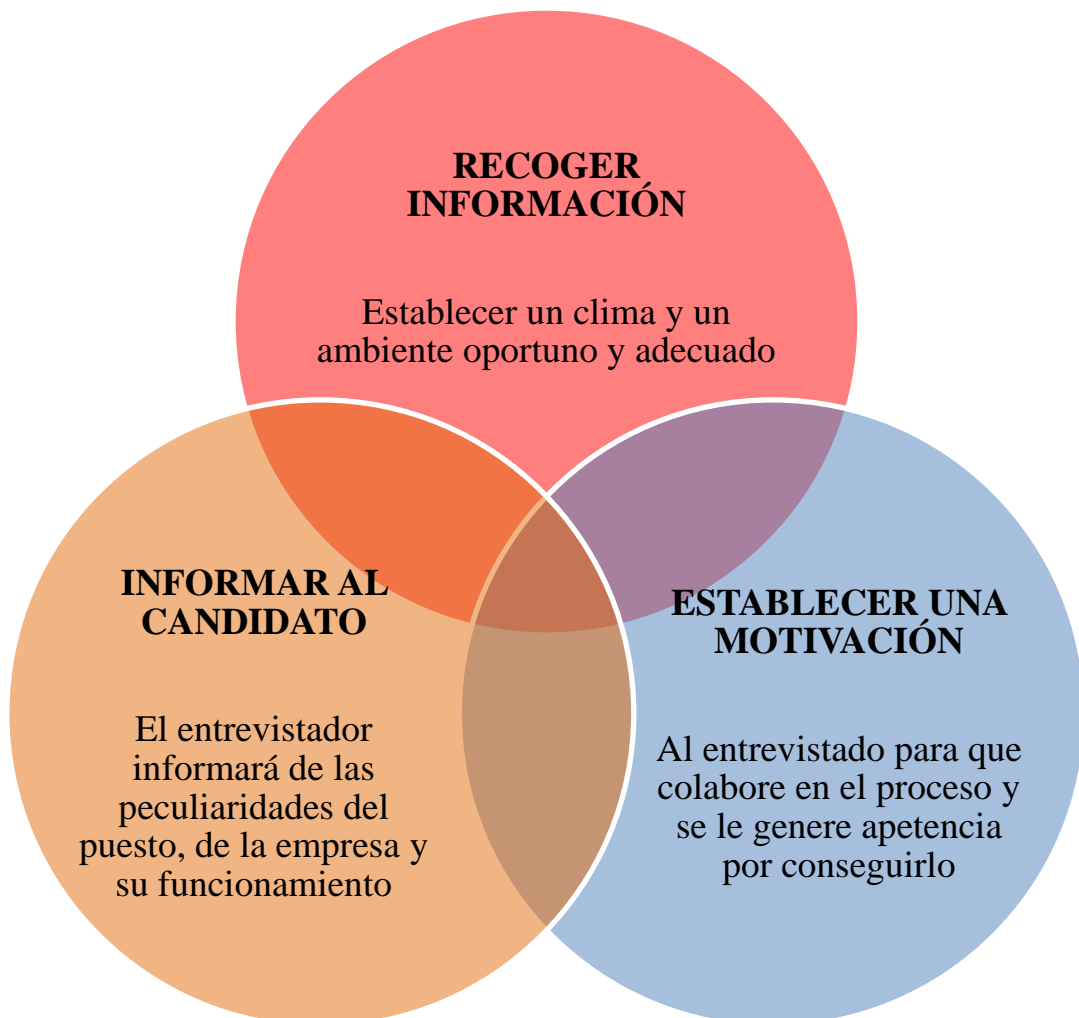 RECOGER
INFORMACIÓN
Establecer un clima y un
ambiente oportuno y adecuado
INFORMAR AL
CANDIDATO
El entrevistador
informará de las
peculiaridades del
puesto, de la empresa y
su funcionamiento
ESTABLECER UNA
MOTIVACIÓN
Al entrevistado para que
colabore en el proceso y
se le genere apetencia
por conseguirlo